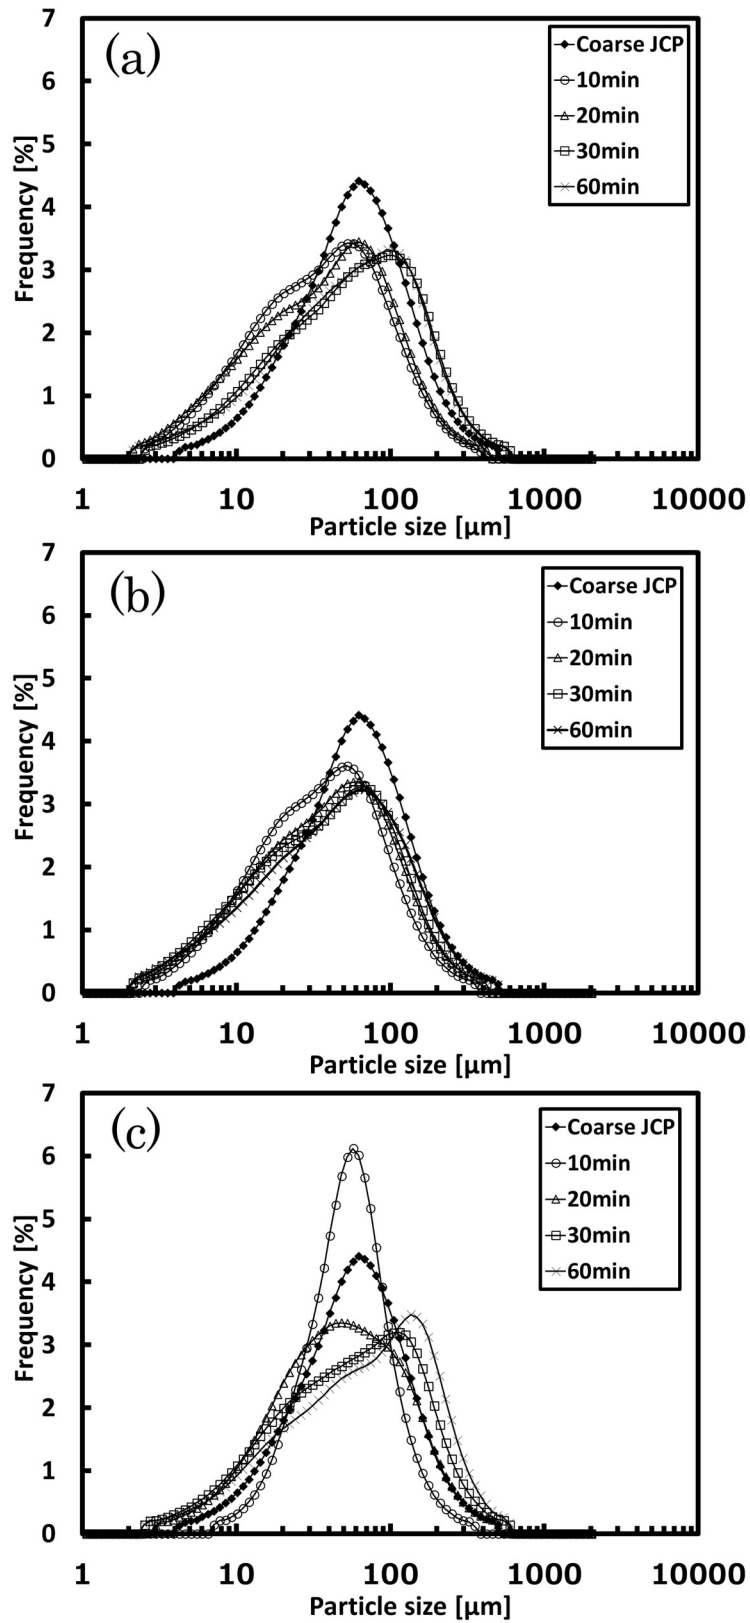 (a)
Coarse JCP
10min
20min
30min
60min
7
6
5
4
3
2
1
0
Frequency [%]
1 10 100 1000 10000
Particle size [μm]
(b)
Coarse JCP
10min
20min
30min
60min
7
6
5
4
3
2
1
0
Frequency [%]
1 10 100 1000 10000
Particle size [μm]
(c)
Coarse JCP
10min
20min
30min
60min
7
6
5
4
3
2
1
0
Frequency [%]
1 10 100 1000 10000
Particle size [μm]